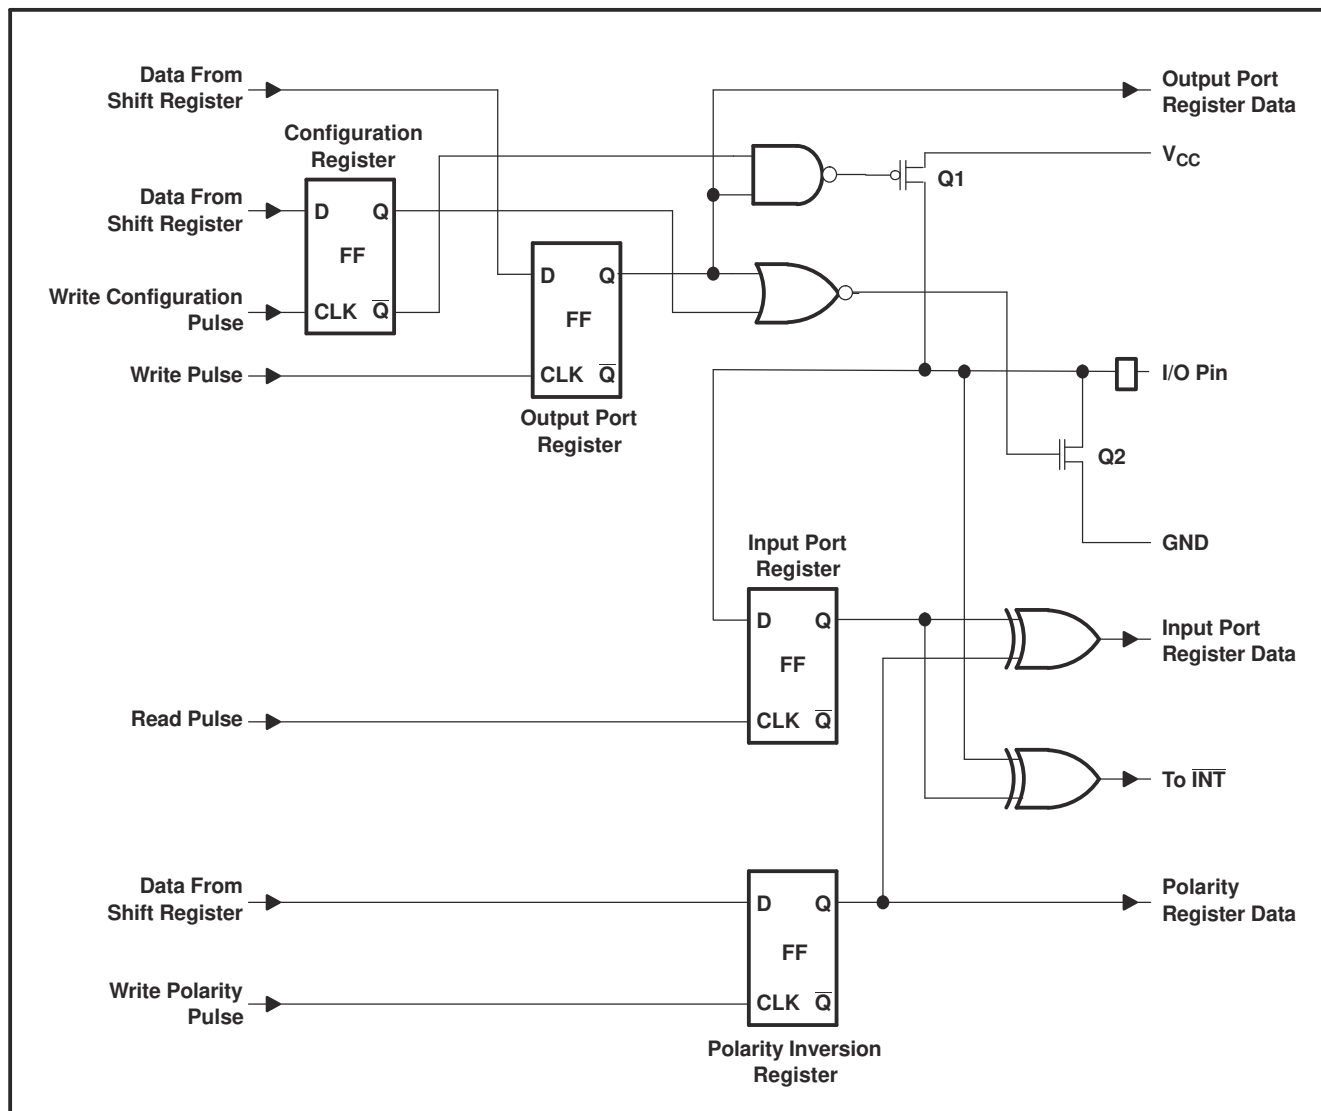 Data From
Shift Register
Output Port
Register Data
Configuration
Register
VCC
Q1
Data From
Shift Register
D Q
FF
CLK Q̅
Write Configuration
Pulse
D Q
FF
CLK Q̅
Write Pulse
I/O Pin
Output Port
Register
Q2
GND
Input Port
Register
D Q
FF
CLK Q̅
Input Port
Register Data
Read Pulse
To I̅N̅T̅
Data From
Shift Register
D Q
FF
CLK Q̅
Polarity
Register Data
Write Polarity
Pulse
Polarity Inversion
Register